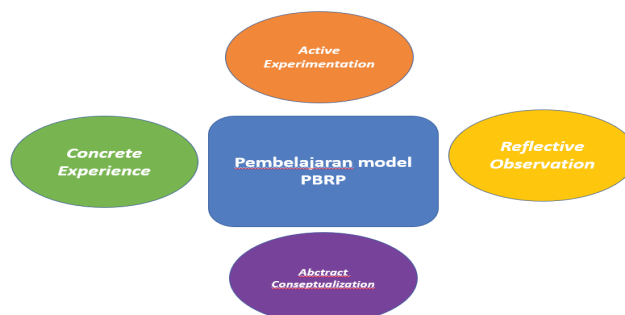 Active
Experimentation
Concrete
Experience
Pembelajaran model
PBRP
Reflective
Observation
Abctract
Conseptualization